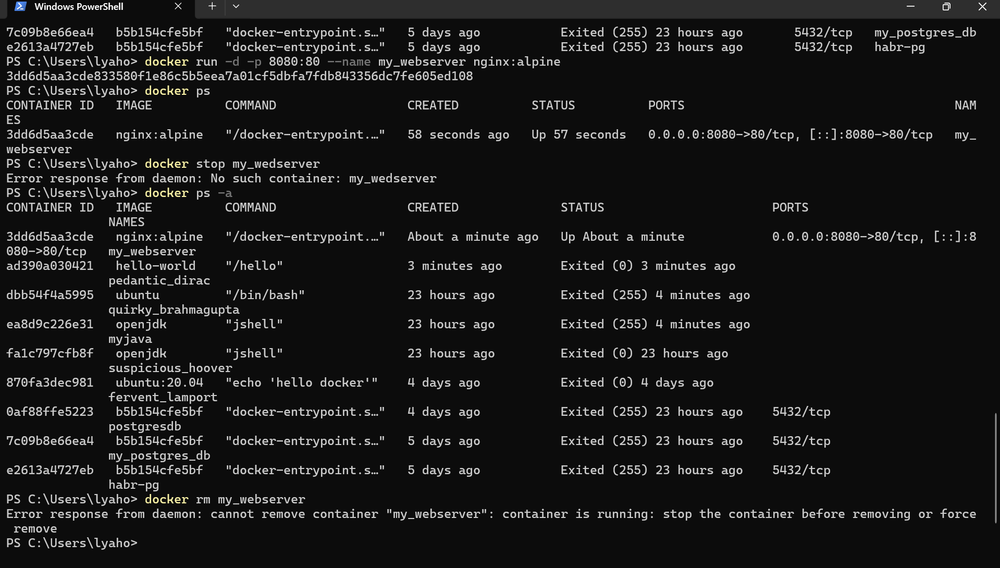 Windows PowerShell
7c09b8e66ea4   b5b154cfe5bf   "docker-entrypoint.s…"   5 days ago           Exited (255) 23 hours ago       5432/tcp   my_postgres_db
e2613a4727eb   b5b154cfe5bf   "docker-entrypoint.s…"   5 days ago           Exited (255) 23 hours ago       5432/tcp   habr-pg
PS C:\Users\lyaho> docker run -d -p 8080:80 --name my_webserver nginx:alpine
3dd6d5aa3cde833580f1e86c5b5eea7a01cf5dbfa7fdb843356dc7fe605ed108
PS C:\Users\lyaho> docker ps
CONTAINER ID   IMAGE          COMMAND                  CREATED          STATUS          PORTS                                     NAM
ES
3dd6d5aa3cde   nginx:alpine   "/docker-entrypoint.…"   58 seconds ago   Up 57 seconds   0.0.0.0:8080->80/tcp, [::]:8080->80/tcp   my_
webserver
PS C:\Users\lyaho> docker stop my_wedserver
Error response from daemon: No such container: my_wedserver
PS C:\Users\lyaho> docker ps -a
CONTAINER ID   IMAGE          COMMAND                  CREATED              STATUS                       PORTS
              NAMES
3dd6d5aa3cde   nginx:alpine   "/docker-entrypoint.…"   About a minute ago   Up About a minute            0.0.0.0:8080->80/tcp, [::]:8
080->80/tcp   my_webserver
ad390a030421   hello-world    "/hello"                 3 minutes ago        Exited (0) 3 minutes ago
              pedantic_dirac
dbb54f4a5995   ubuntu         "/bin/bash"              23 hours ago         Exited (255) 4 minutes ago
              quirky_brahmagupta
ea8d9c226e31   openjdk        "jshell"                 23 hours ago         Exited (255) 4 minutes ago
              myjava
fa1c797cfb8f   openjdk        "jshell"                 23 hours ago         Exited (0) 23 hours ago
              suspicious_hoover
870fa3dec981   ubuntu:20.04   "echo 'hello docker'"    4 days ago           Exited (0) 4 days ago
              fervent_lamport
0af88ffe5223   b5b154cfe5bf   "docker-entrypoint.s…"   4 days ago           Exited (255) 23 hours ago    5432/tcp
              postgresdb
7c09b8e66ea4   b5b154cfe5bf   "docker-entrypoint.s…"   5 days ago           Exited (255) 23 hours ago    5432/tcp
              my_postgres_db
e2613a4727eb   b5b154cfe5bf   "docker-entrypoint.s…"   5 days ago           Exited (255) 23 hours ago    5432/tcp
              habr-pg
PS C:\Users\lyaho> docker rm my_webserver
Error response from daemon: cannot remove container "my_webserver": container is running: stop the container before removing or force
 remove
PS C:\Users\lyaho>